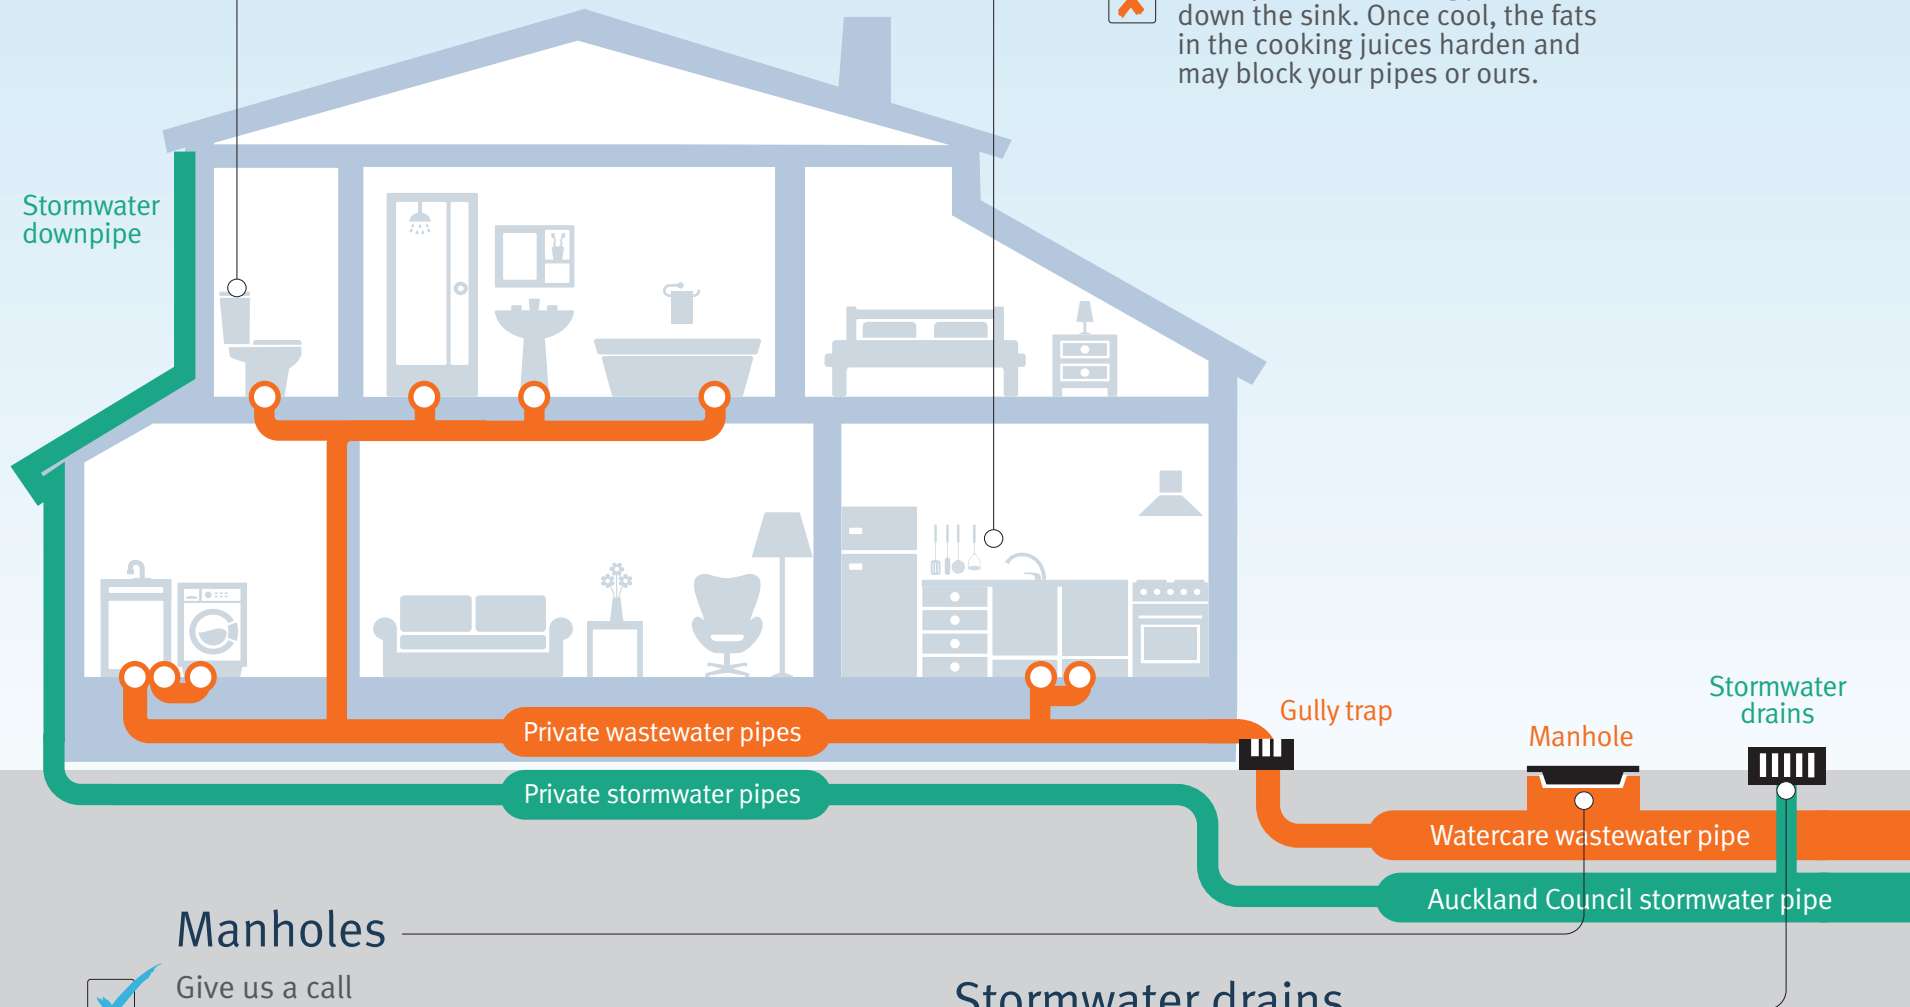 down the sink. Once cool, the fats
in the cooking juices harden and
may block your pipes or ours.
Stormwater
downpipe
Gully trap
Manhole
Stormwater
drains
Private wastewater pipes
Private stormwater pipes
Watercare wastewater pipe
Auckland Council stormwater pipe
Manholes
Give us a call
Stormwater drains